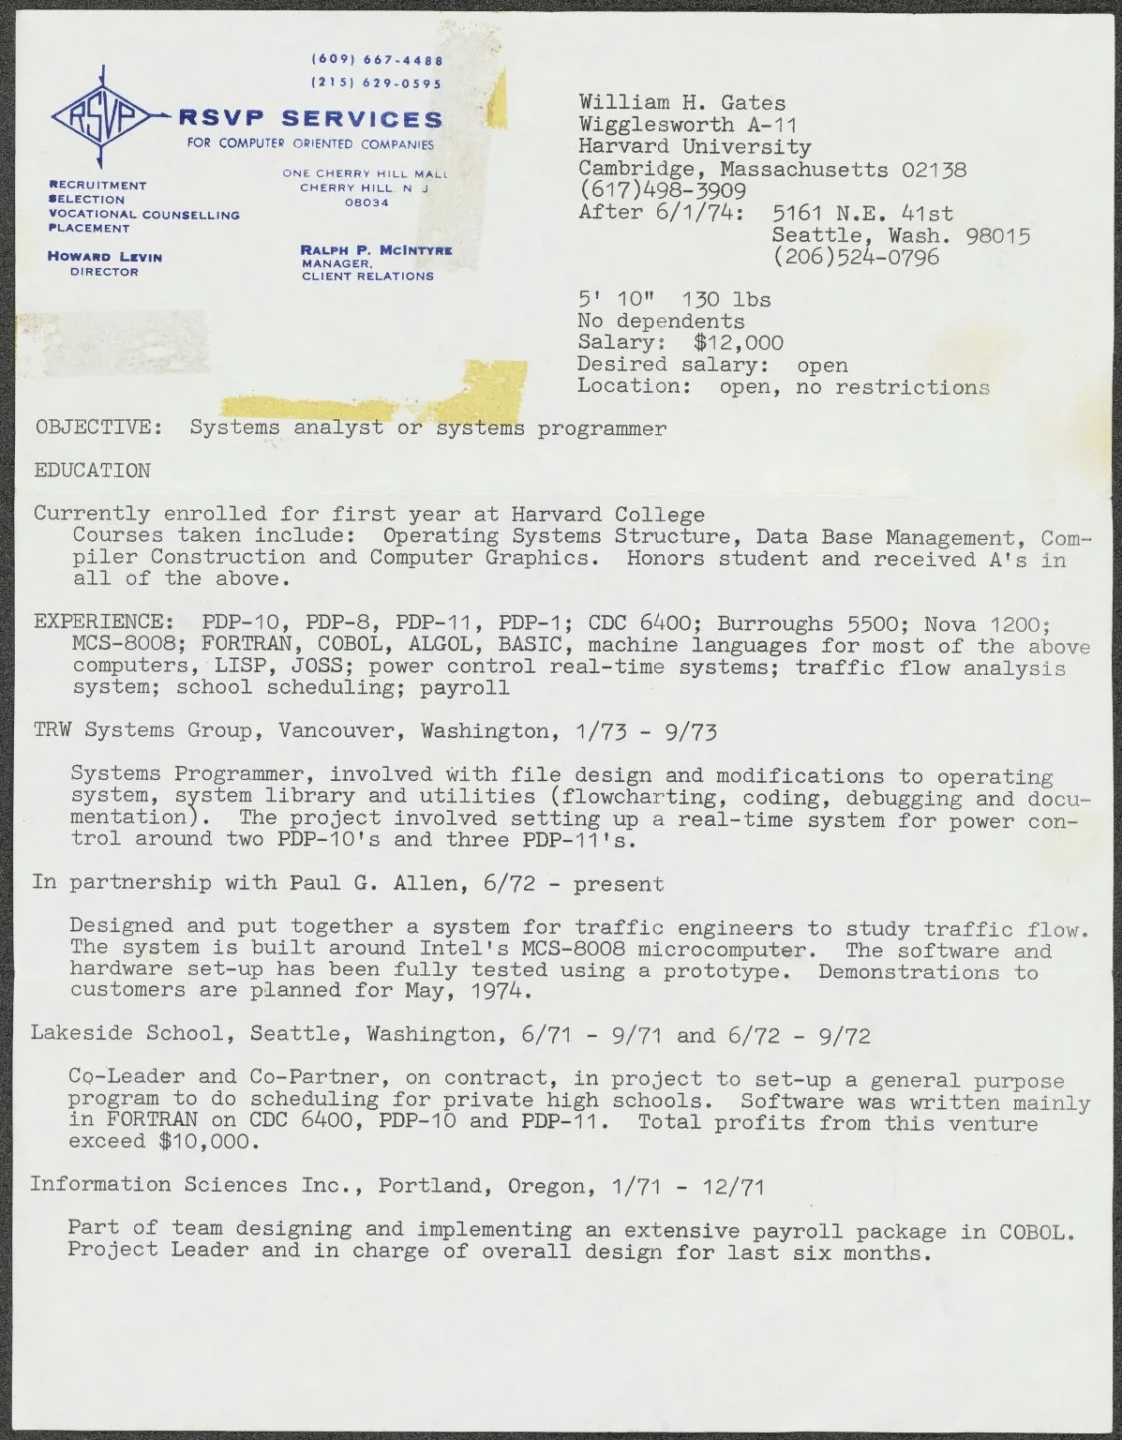 (609) 667-4488
(215) 629-0595
RSVP
RSVP SERVICES
FOR COMPUTER ORIENTED COMPANIES
ONE CHERRY HILL MALL
CHERRY HILL N J
08034
RECRUITMENT
SELECTION
VOCATIONAL COUNSELLING
PLACEMENT
HOWARD LEVIN
DIRECTOR
RALPH P. MCINTYRE
MANAGER,
CLIENT RELATIONS
William H. Gates
Wigglesworth A-11
Harvard University
Cambridge, Massachusetts 02138
(617)498-3909
After 6/1/74: 5161 N.E. 41st
Seattle, Wash. 98015
(206)524-0796
5' 10" 130 lbs
No dependents
Salary: $12,000
Desired salary: open
Location: open, no restrictions
OBJECTIVE: Systems analyst or systems programmer
EDUCATION
Currently enrolled for first year at Harvard College
Courses taken include: Operating Systems Structure, Data Base Management, Com-
piler Construction and Computer Graphics. Honors student and received A's in
all of the above.
EXPERIENCE: PDP-10, PDP-8, PDP-11, PDP-1; CDC 6400; Burroughs 5500; Nova 1200;
MCS-8008; FORTRAN, COBOL, ALGOL, BASIC, machine languages for most of the above
computers, LISP, JOSS; power control real-time systems; traffic flow analysis
system; school scheduling; payroll
TRW Systems Group, Vancouver, Washington, 1/73 - 9/73
Systems Programmer, involved with file design and modifications to operating
system, system library and utilities (flowcharting, coding, debugging and docu-
mentation). The project involved setting up a real-time system for power con-
trol around two PDP-10's and three PDP-11's.
In partnership with Paul G. Allen, 6/72 - present
Designed and put together a system for traffic engineers to study traffic flow.
The system is built around Intel's MCS-8008 microcomputer. The software and
hardware set-up has been fully tested using a prototype. Demonstrations to
customers are planned for May, 1974.
Lakeside School, Seattle, Washington, 6/71 - 9/71 and 6/72 - 9/72
Co-Leader and Co-Partner, on contract, in project to set-up a general purpose
program to do scheduling for private high schools. Software was written mainly
in FORTRAN on CDC 6400, PDP-10 and PDP-11. Total profits from this venture
exceed $10,000.
Information Sciences Inc., Portland, Oregon, 1/71 - 12/71
Part of team designing and implementing an extensive payroll package in COBOL.
Project Leader and in charge of overall design for last six months.